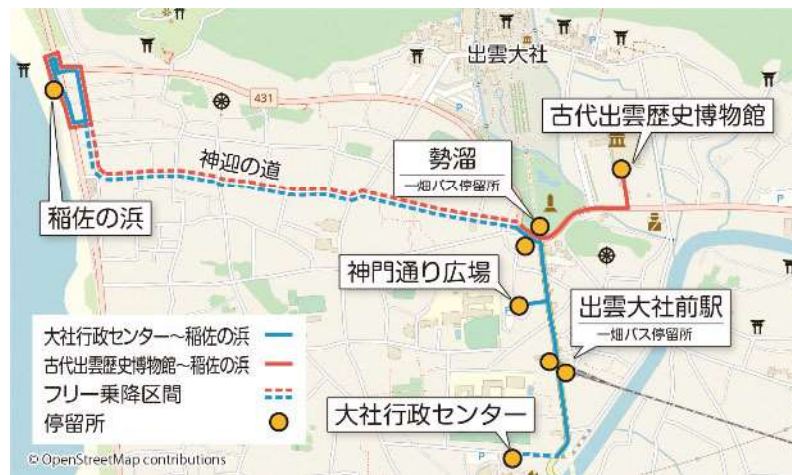 出雲大社
431
古代出雲歴史博物館
勢溜
一畑バス停留所
神迎の道
稲佐の浜
神門通り広場
出雲大社前駅
一畑バス停留所
大社行政センター〜稲佐の浜
古代出雲歴史博物館〜稲佐の浜
フリー乗降区間
停留所
大社行政センター
P
P
P
© OpenStreetMap contributions